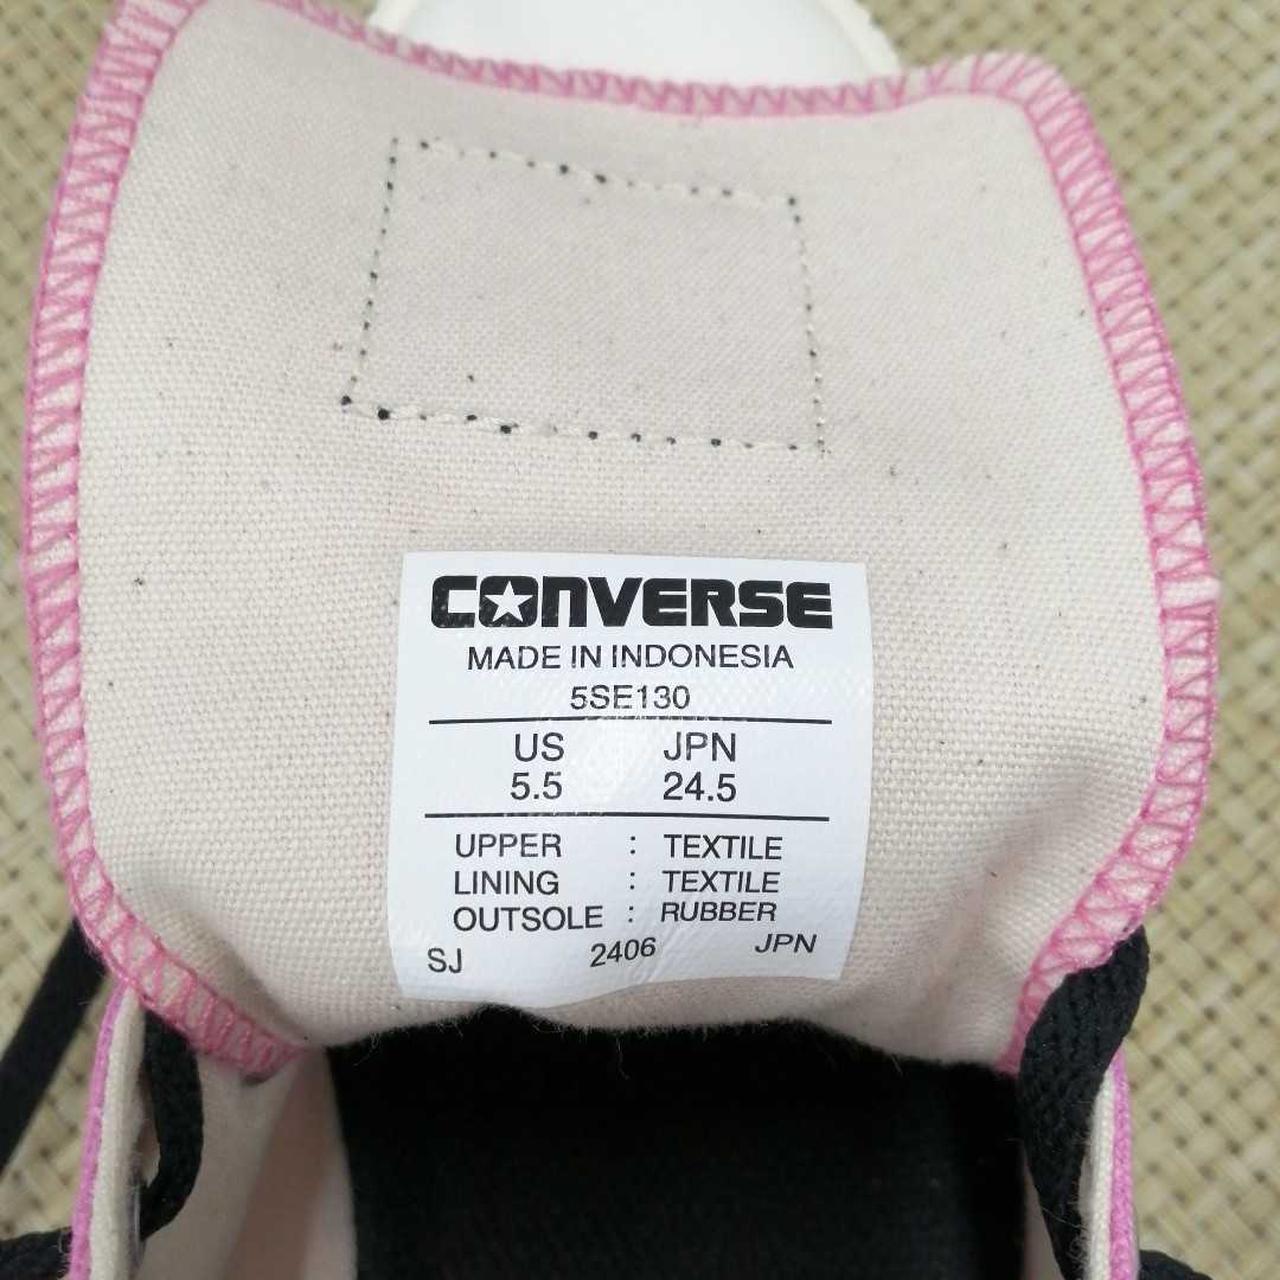 CONVERSE
MADE IN INDONESIA
5SE130
US JPN
5.5 24.5
UPPER : TEXTILE
LINING : TEXTILE
OUTSOLE : RUBBER
SJ 2406 JPN